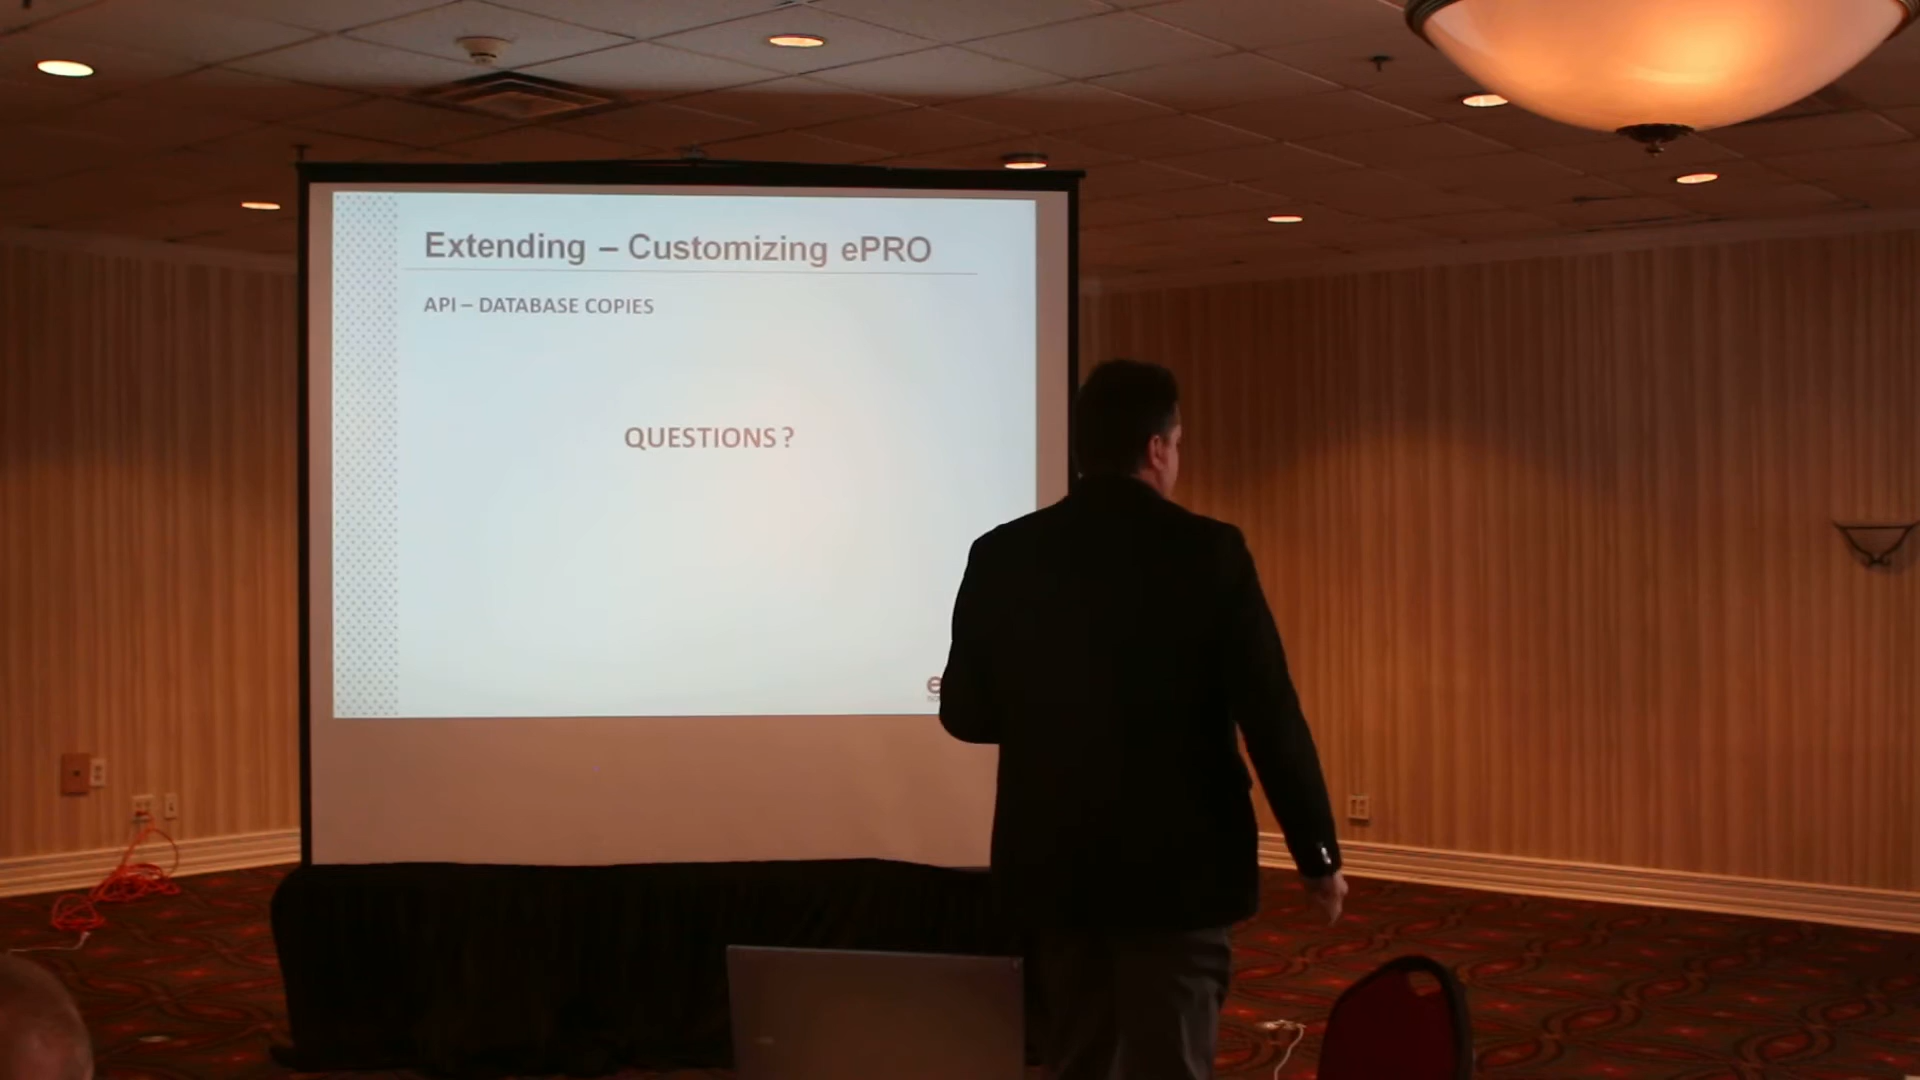 Extending – Customizing ePRO
API – DATABASE COPIES
QUESTIONS ?